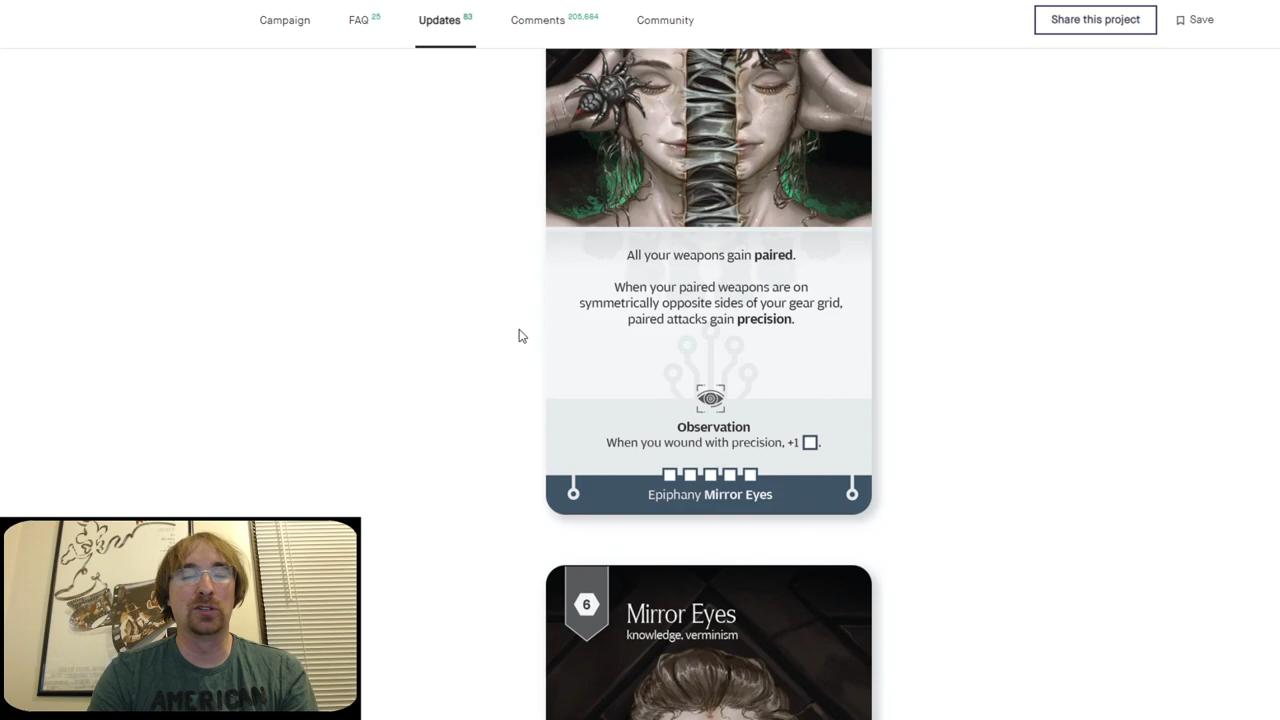 Campaign FAQ 25 Updates 83 Comments 205,664 Community Share this project Save
All your weapons gain paired.
When your paired weapons are on
symmetrically opposite sides of your gear grid,
paired attacks gain precision.
Observation
When you wound with precision, +1 .
Epiphany Mirror Eyes
6 Mirror Eyes
knowledge, verminism
AMERICAN